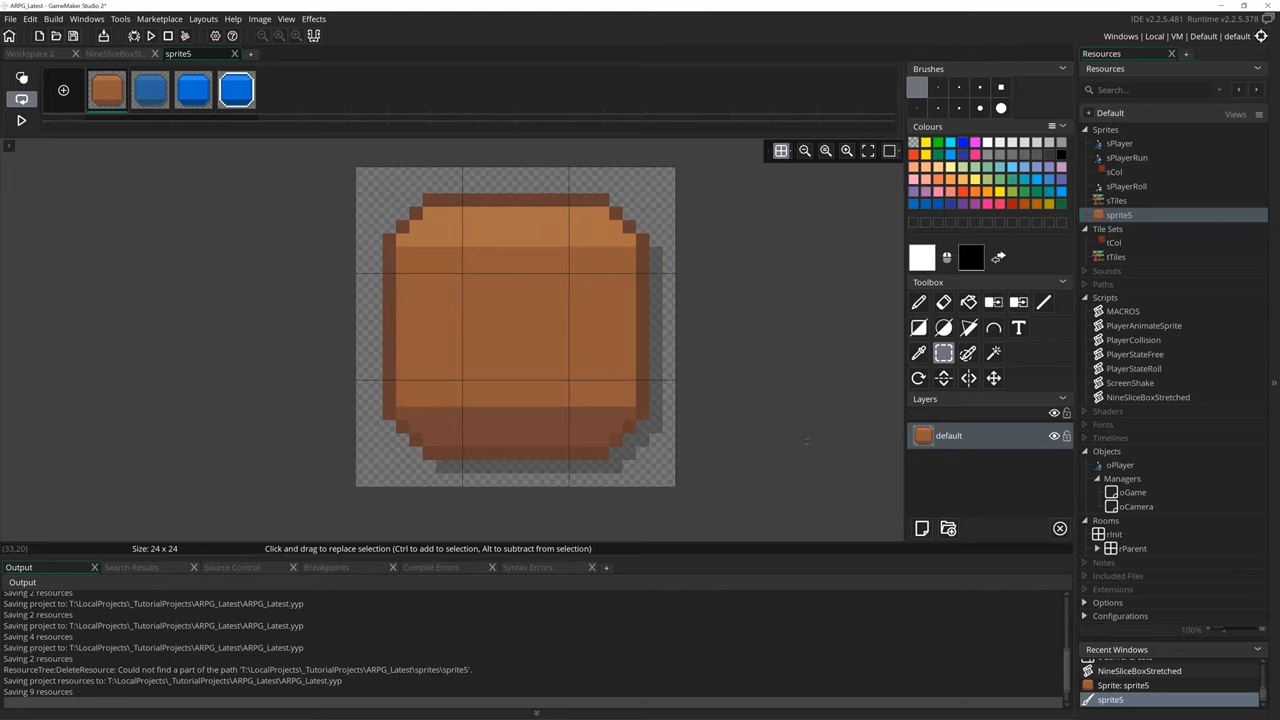 ARPG_Latest - GameMaker Studio 2*
File Edit Build Windows Tools Marketplace Layouts Help Image View Effects
IDE v2.2.5.481 Runtime v2.2.5.378
Windows | Local | VM | Default | default
Workspace 2
NineSliceBoxSt...
sprite5
Brushes
Colours
Toolbox
Layers
default
(33,20)
Size: 24 x 24
Click and drag to replace selection (Ctrl to add to selection, Alt to subtract from selection)
Output
Search Results
Source Control
Breakpoints
Compile Errors
Syntax Errors
Output
Saving 2 resources
Saving project to: T:\LocalProjects\_TutorialProjects\ARPG_Latest\ARPG_Latest.yyp
Saving 2 resources
Saving project to: T:\LocalProjects\_TutorialProjects\ARPG_Latest\ARPG_Latest.yyp
Saving 4 resources
Saving project to: T:\LocalProjects\_TutorialProjects\ARPG_Latest\ARPG_Latest.yyp
Saving 2 resources
ResourceTree:DeleteResource: Could not find a part of the path 'T:\LocalProjects\_TutorialProjects\ARPG_Latest\sprites\sprite5'.
Saving project resources to: T:\LocalProjects\_TutorialProjects\ARPG_Latest\ARPG_Latest.yyp
Saving 9 resources
Resources
Resources
Search...
Default
Views
Sprites
sPlayer
sPlayerRun
sCol
sPlayerRoll
sTiles
sprite5
Tile Sets
tCol
tTiles
Sounds
Paths
Scripts
MACROS
PlayerAnimateSprite
PlayerCollision
PlayerStateFree
PlayerStateRoll
ScreenShake
NineSliceBoxStretched
Shaders
Fonts
Timelines
Objects
oPlayer
Managers
oGame
oCamera
Rooms
rInit
rParent
Notes
Included Files
Extensions
Options
Configurations
100%
Recent Windows
NineSliceBoxStretched
Sprite: sprite5
sprite5